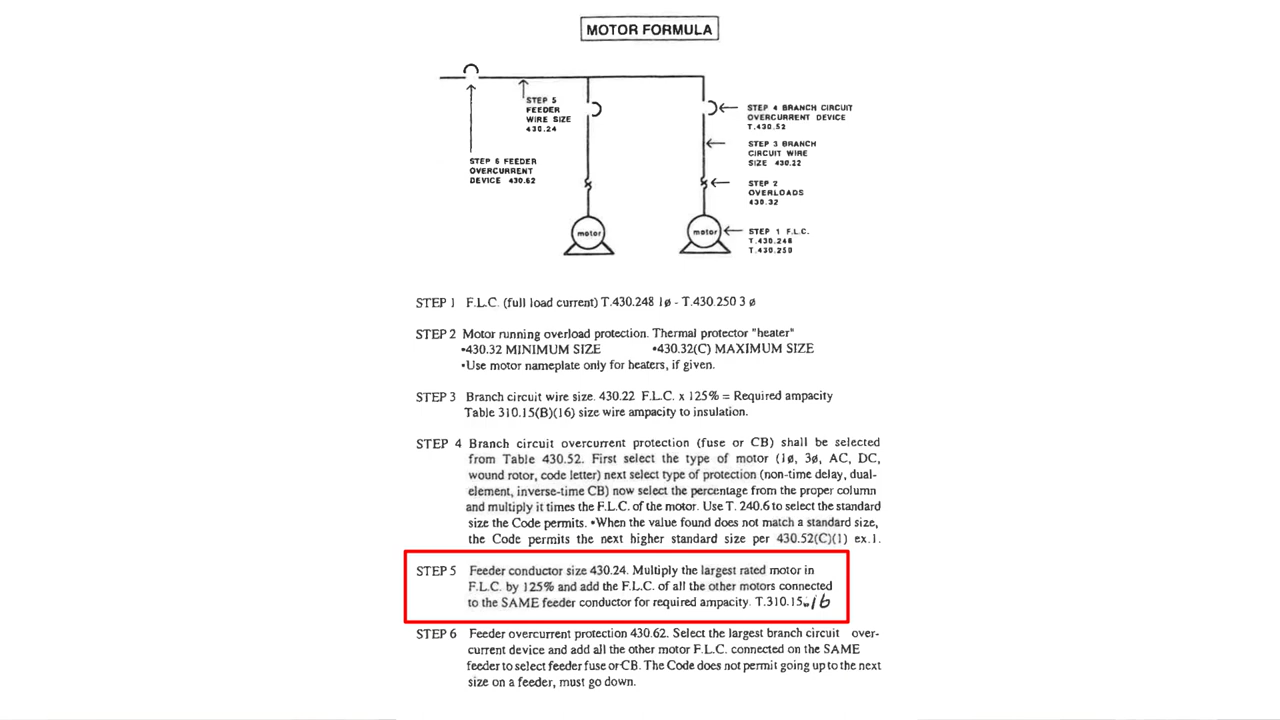 MOTOR FORMULA
STEP 5
FEEDER
WIRE SIZE
430.24
STEP 6 FEEDER
OVERCURRENT
DEVICE 430.62
STEP 4 BRANCH CIRCUIT
OVERCURRENT DEVICE
T.430.52
STEP 3 BRANCH
CIRCUIT WIRE
SIZE 430.22
STEP 2
OVERLOADS
430.32
motor
motor
STEP 1 F.L.C.
T.430.248
T.430.250
STEP 1 F.L.C. (full load current) T.430.248 1ø - T.430.250 3 ø
STEP 2 Motor running overload protection. Thermal protector "heater"
•430.32 MINIMUM SIZE •430.32(C) MAXIMUM SIZE
•Use motor nameplate only for heaters, if given.
STEP 3 Branch circuit wire size. 430.22 F.L.C. x 125% = Required ampacity
Table 310.15(B)(16) size wire ampacity to insulation.
STEP 4 Branch circuit overcurrent protection (fuse or CB) shall be selected
from Table 430.52. First select the type of motor (1ø, 3ø, AC, DC,
wound rotor, code letter) next select type of protection (non-time delay, dual-
element, inverse-time CB) now select the percentage from the proper column
and multiply it times the F.L.C. of the motor. Use T. 240.6 to select the standard
size the Code permits. •When the value found does not match a standard size,
the Code permits the next higher standard size per 430.52(C)(1) ex.1.
STEP 5 Feeder conductor size 430.24. Multiply the largest rated motor in
F.L.C. by 125% and add the F.L.C. of all the other motors connected
to the SAME feeder conductor for required ampacity. T.310.15.16
STEP 6 Feeder overcurrent protection 430.62. Select the largest branch circuit over-
current device and add all the other motor F.L.C. connected on the SAME
feeder to select feeder fuse or CB. The Code does not permit going up to the next
size on a feeder, must go down.